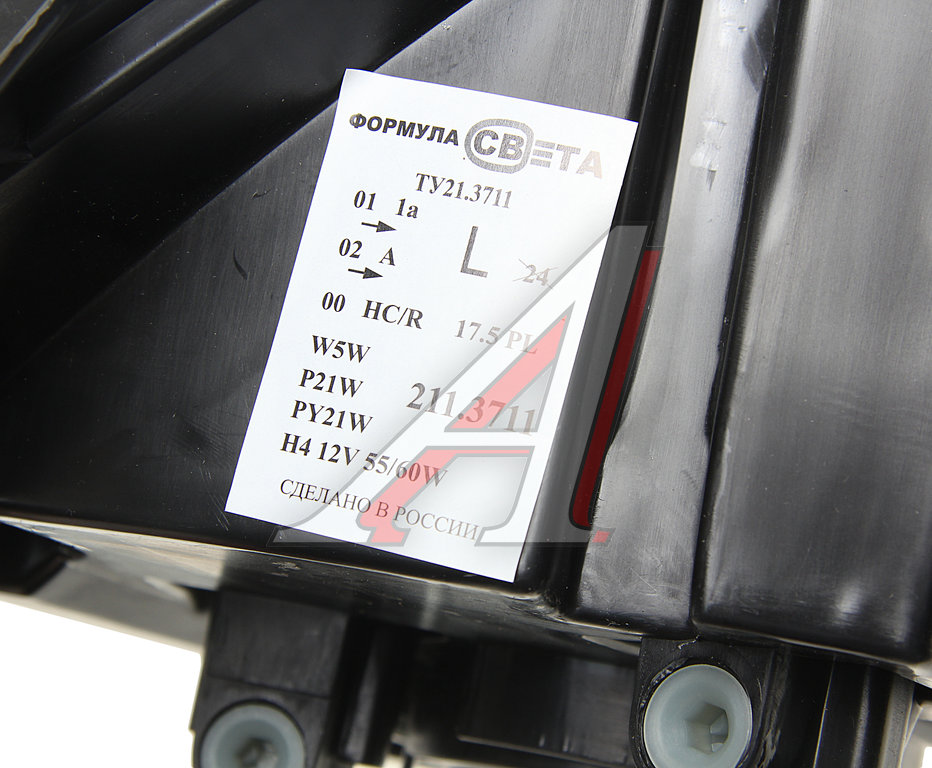 ФОРМУЛА СВЕТА
ТУ21.3711
01 1a
02 A
L
24
00 HC/R
17.5 PL
W5W
P21W
211.3711
PY21W
H4 12V 55/60W
СДЕЛАНО В РОССИИ